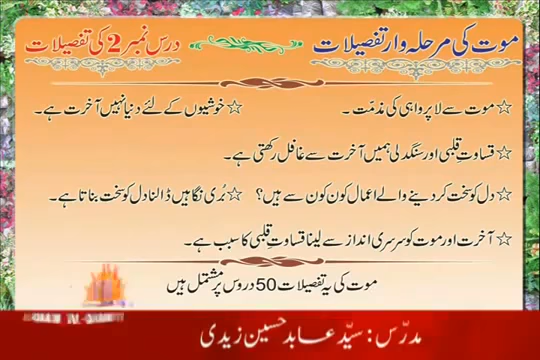 موت کی مرحلہ وار تفصیلات درس نمبر 2 کی تفصیلات
☆ موت سے لاپرواہی کی مذمّت ۔ ☆ خوشیوں کے لئے دنیا نہیں آخرت ہے۔
☆ قساوتِ قلبی اور سنگدلی ہمیں آخرت سے غافل رکھتی ہے۔
☆ دل کو سخت کر دینے والے اعمال کون کون سے ہیں؟ ☆ بُری نگاہیں ڈالنا دل کو سخت بناتا ہے۔
☆ آخرت اور موت کو سرسری انداز سے لینا قساوتِ قلبی کا سبب ہے۔
موت کی یہ تفصیلات 50 دروس پر مشتمل ہیں
مدرّس : سیّد عابد حسین زیدی